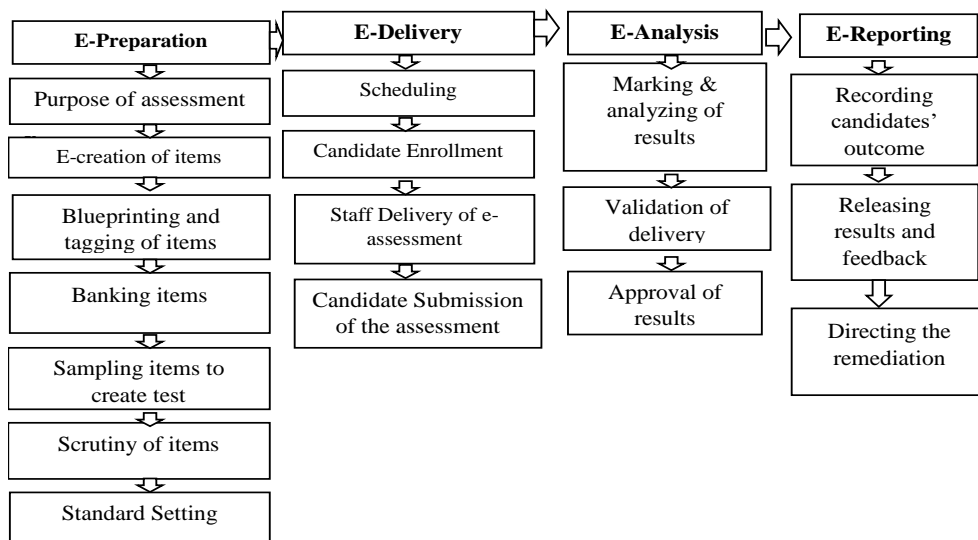 E-Preparation
Purpose of assessment
E-creation of items
Blueprinting and
tagging of items
Banking items
Sampling items to
create test
Scrutiny of items
Standard Setting
E-Delivery
Scheduling
Candidate Enrollment
Staff Delivery of e-
assessment
Candidate Submission
of the assessment
E-Analysis
Marking &
analyzing of
results
Validation of
delivery
Approval of
results
E-Reporting
Recording
candidates’
outcome
Releasing
results and
feedback
Directing the
remediation